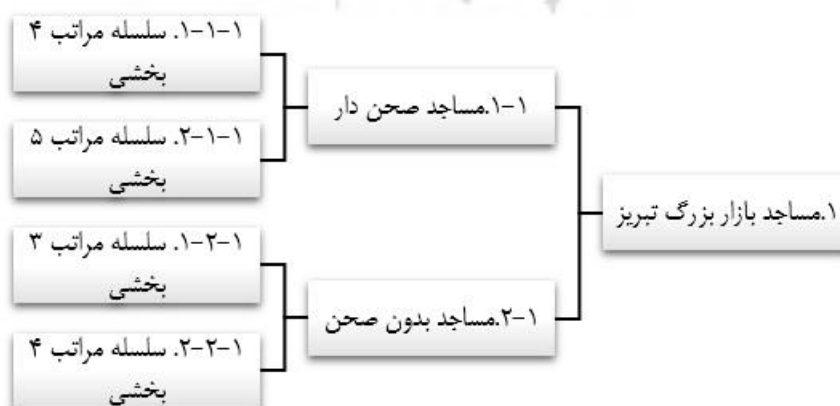 ۱.مساجد بازار بزرگ تبریز
۱-۱.مساجد صحن دار
۱-۱-۱. سلسله مراتب ۴
بخشی
۲-۱-۱. سلسله مراتب ۵
بخشی
۲-۱.مساجد بدون صحن
۱-۲-۱. سلسله مراتب ۳
بخشی
۲-۲-۱. سلسله مراتب ۴
بخشی